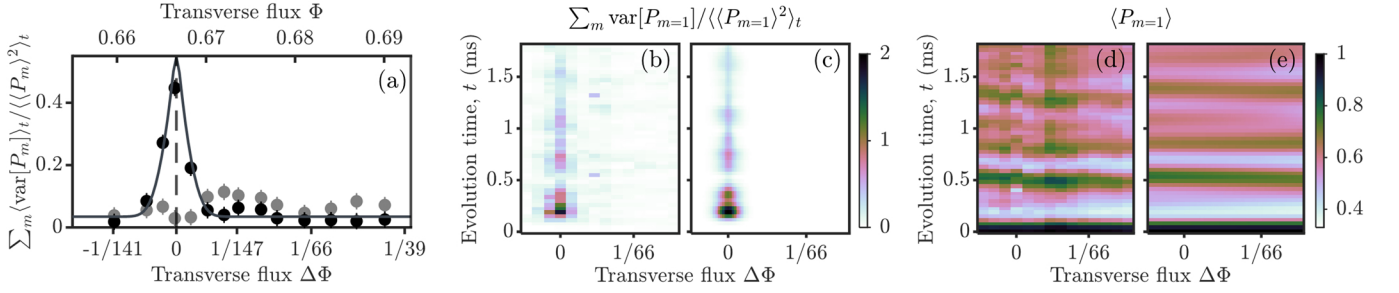 Transverse flux Φ
0.66 0.67 0.68 0.69
∑ₘ⟨var[Pₘ]⟩ₜ/⟨⟨Pₘ⟩²⟩ₜ
0.4
0.2
0
(a)
-1/141 0 1/147 1/66 1/39
Transverse flux ΔΦ
∑ₘ var[Pₘ₌₁]/⟨⟨Pₘ₌₁⟩²⟩ₜ
Evolution time, t (ms)
1.5
1
0.5
0
(b)
(c)
2
1
0
0 1/66 0 1/66
Transverse flux ΔΦ
⟨Pₘ₌₁⟩
Evolution time, t (ms)
1.5
1
0.5
0
(d)
(e)
1
0.8
0.6
0.4
0 1/66 0 1/66
Transverse flux ΔΦ